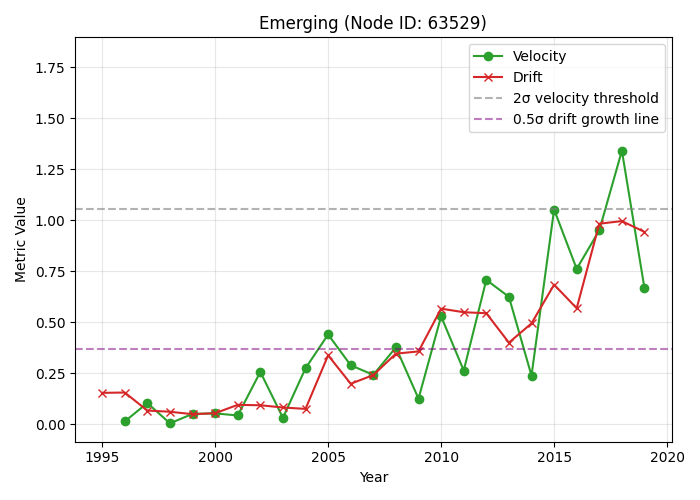 Emerging (Node ID: 63529)
Velocity
Drift
2σ velocity threshold
0.5σ drift growth line
Metric Value
1.75
1.50
1.25
1.00
0.75
0.50
0.25
0.00
1995 2000 2005 2010 2015 2020
Year